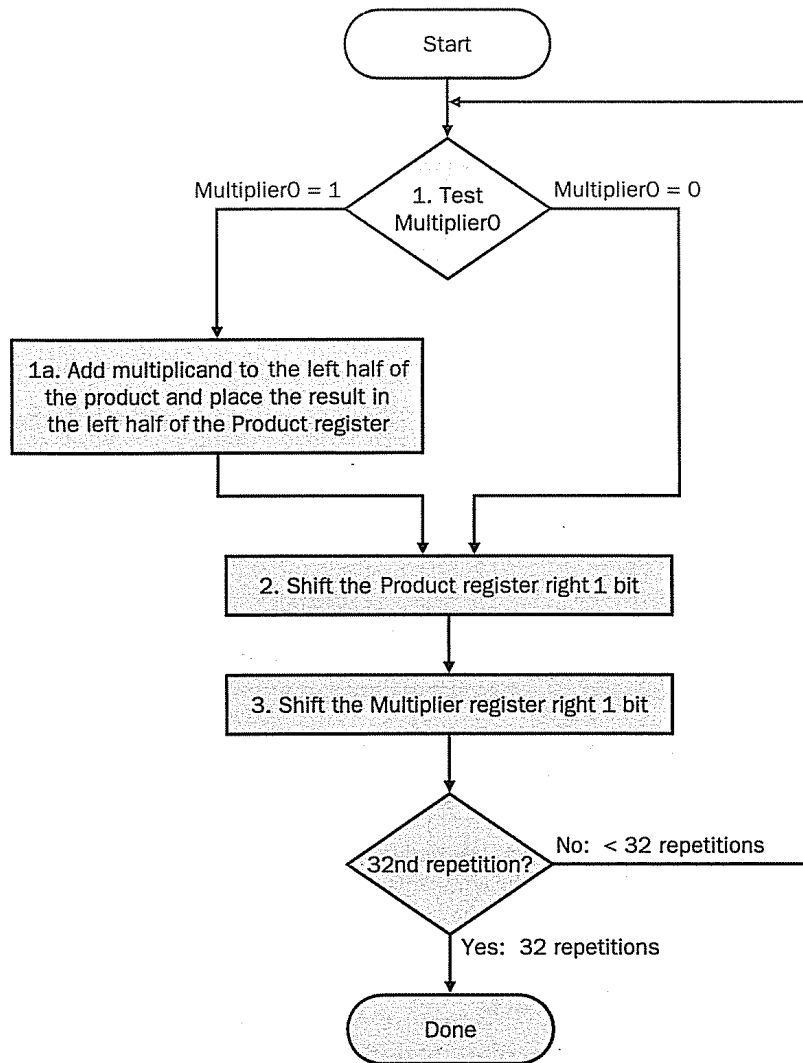 Start
Multiplier0 = 1
1. Test
Multiplier0
Multiplier0 = 0
1a. Add multiplicand to the left half of
the product and place the result in
the left half of the Product register
2. Shift the Product register right 1 bit
3. Shift the Multiplier register right 1 bit
32nd repetition?
No: < 32 repetitions
Yes: 32 repetitions
Done